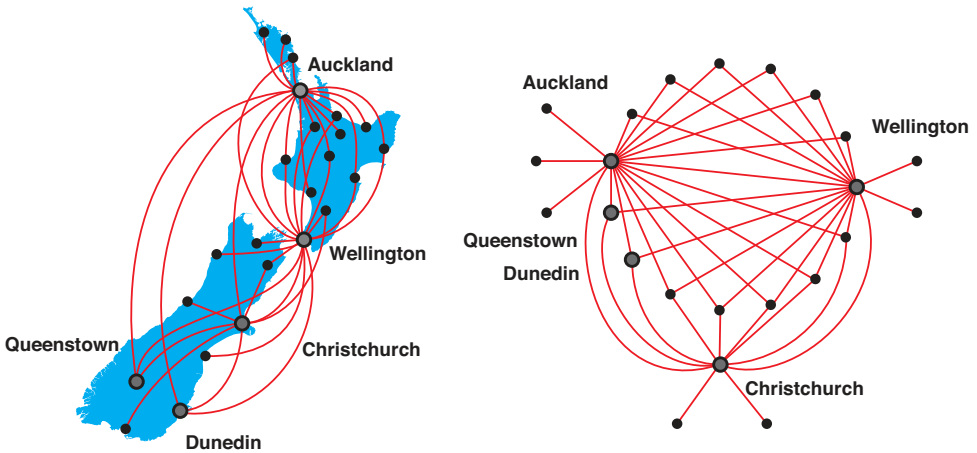 Auckland
Wellington
Queenstown
Christchurch
Dunedin
Auckland
Wellington
Queenstown
Dunedin
Christchurch